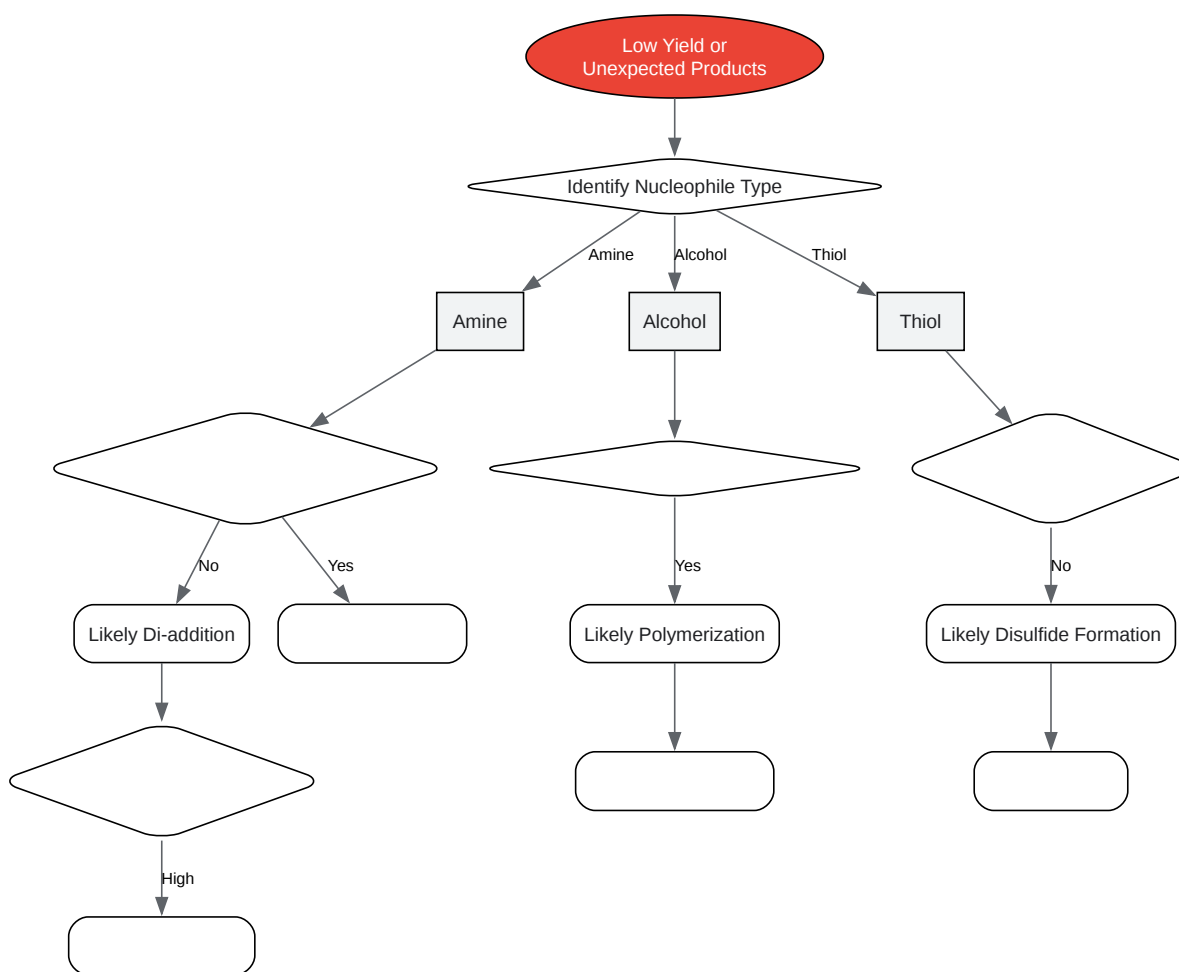 Low Yield or
Unexpected Products
Identify Nucleophile Type
Amine
Alcohol
Thiol
Amine
Alcohol
Thiol
No
Yes
Yes
No
Likely Di-addition
Likely Polymerization
Likely Disulfide Formation
High